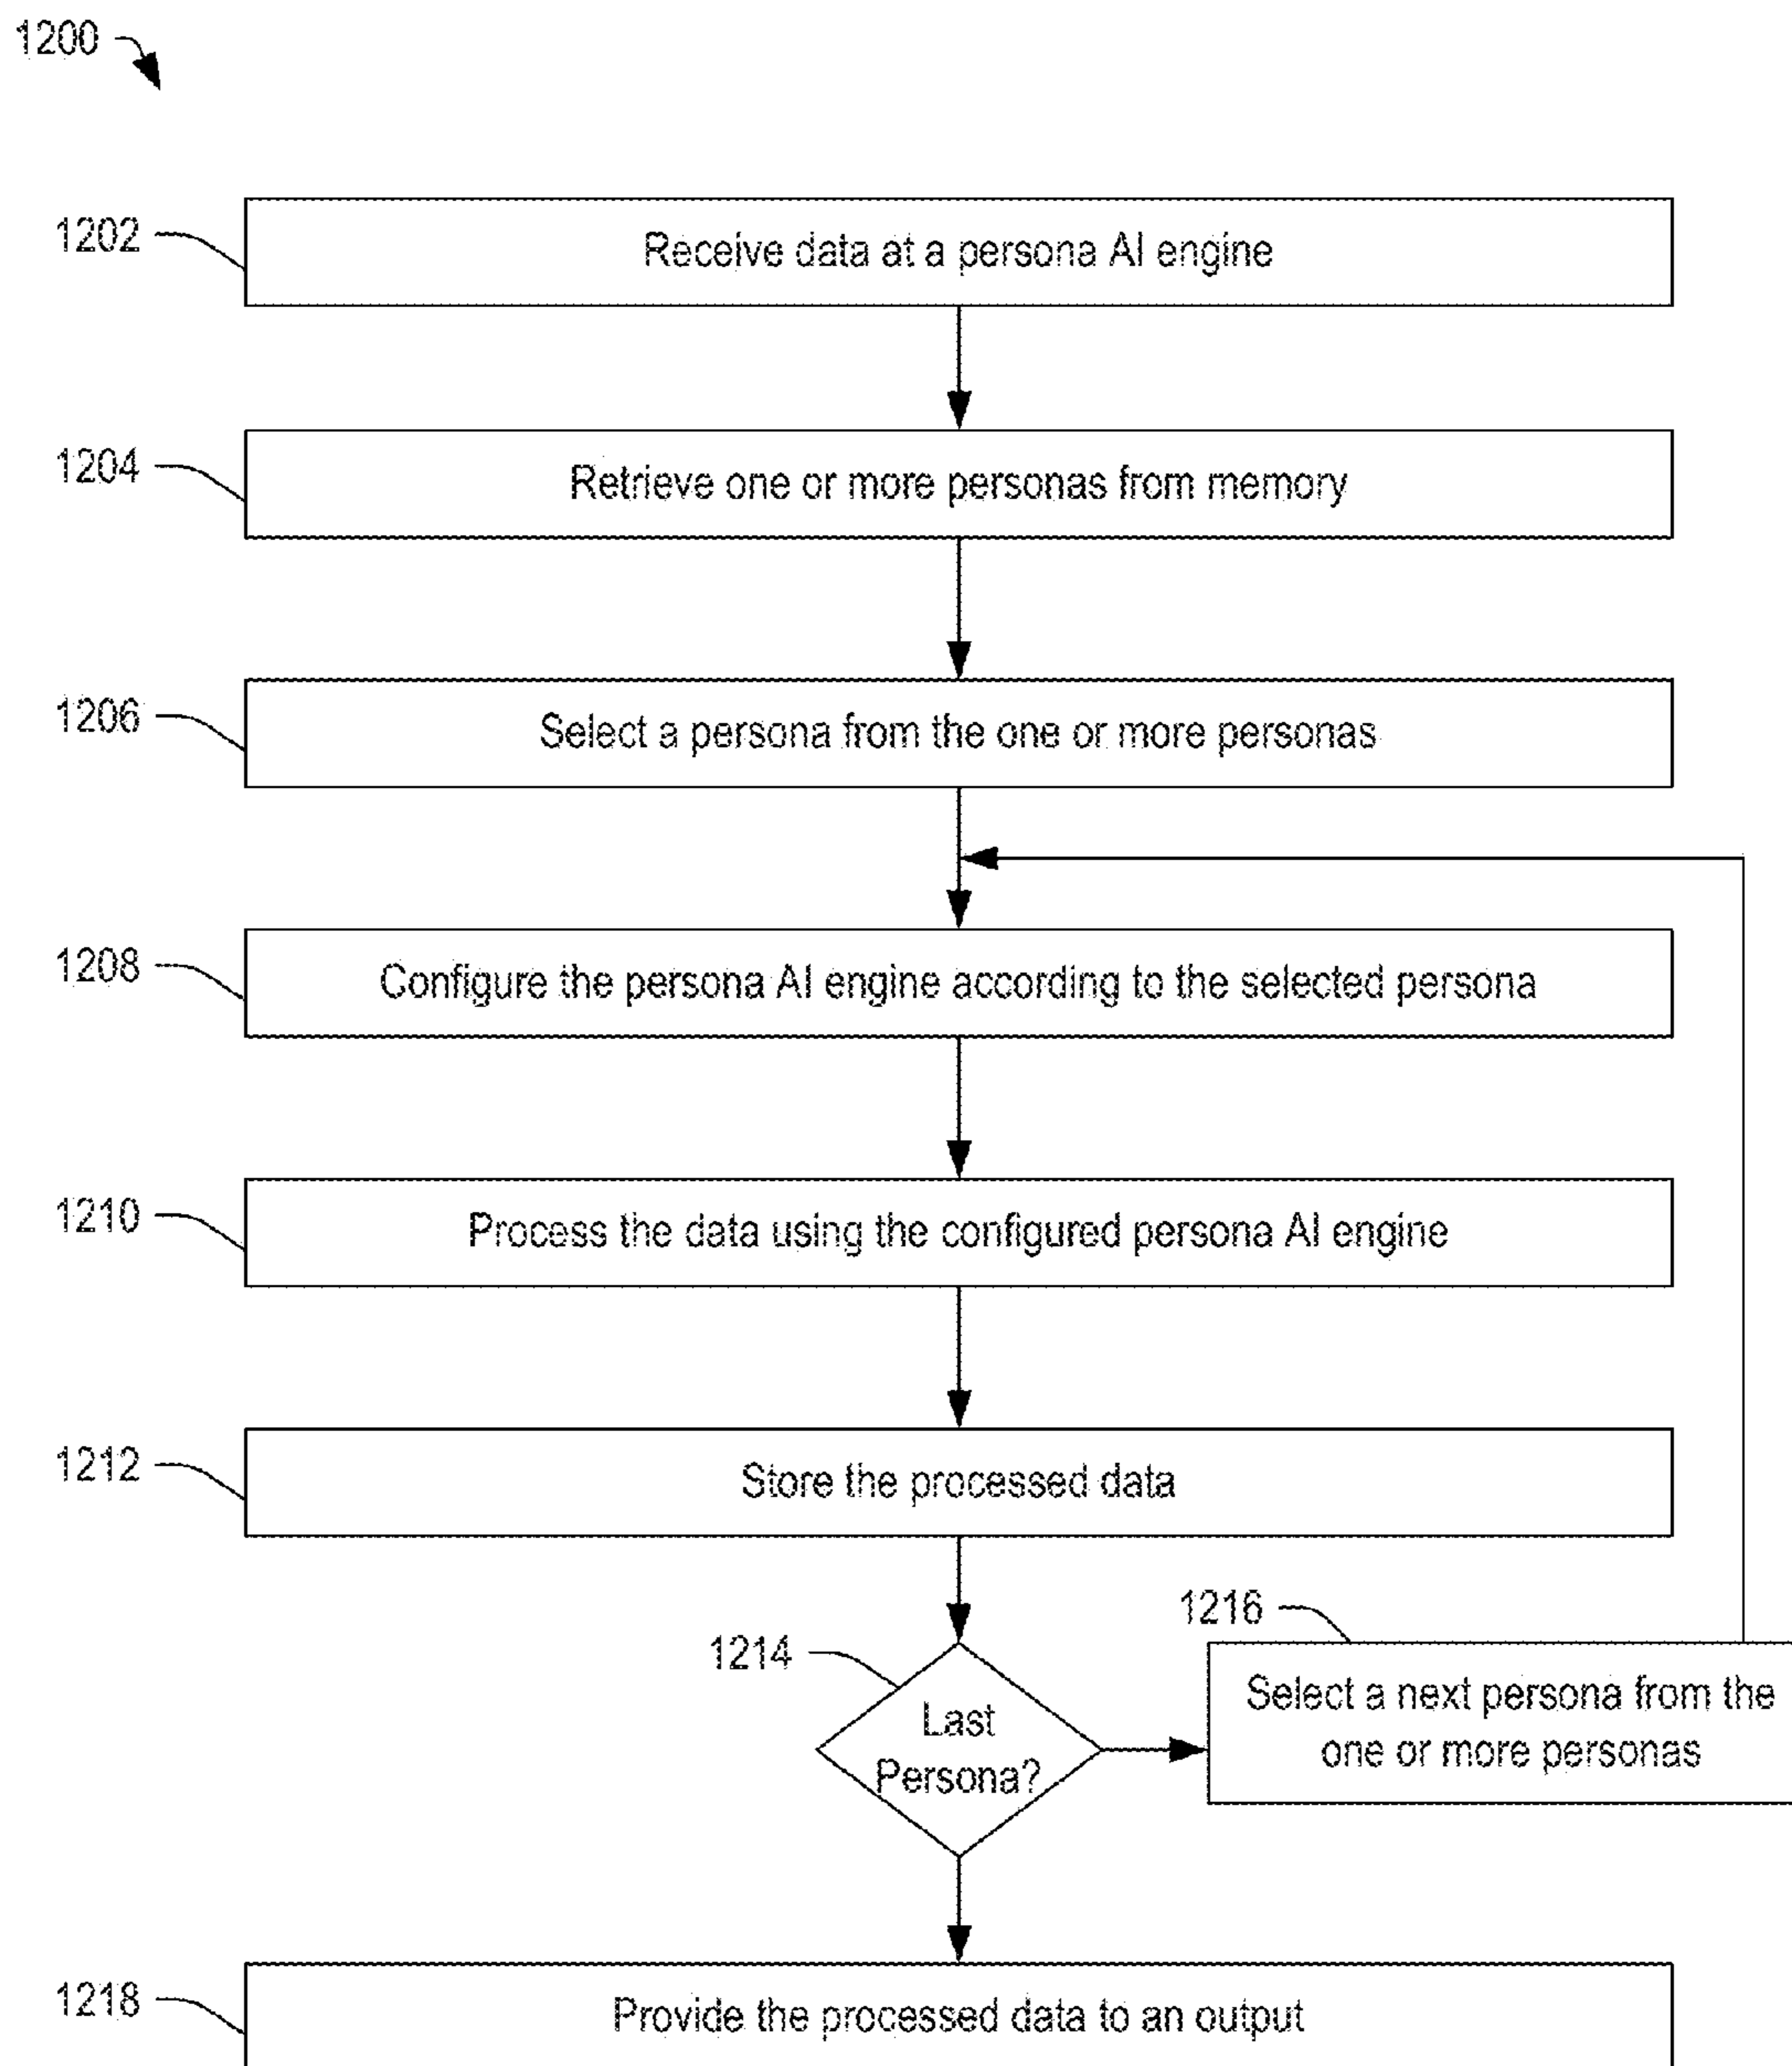 1200
1202
Receive data at a persona AI engine
1204
Retrieve one or more personas from memory
1206
Select a persona from the one or more personas
1208
Configure the persona AI engine according to the selected persona
1210
Process the data using the configured persona AI engine
1212
Store the processed data
1214
Last
Persona?
1216
Select a next persona from the
one or more personas
1218
Provide the processed data to an output